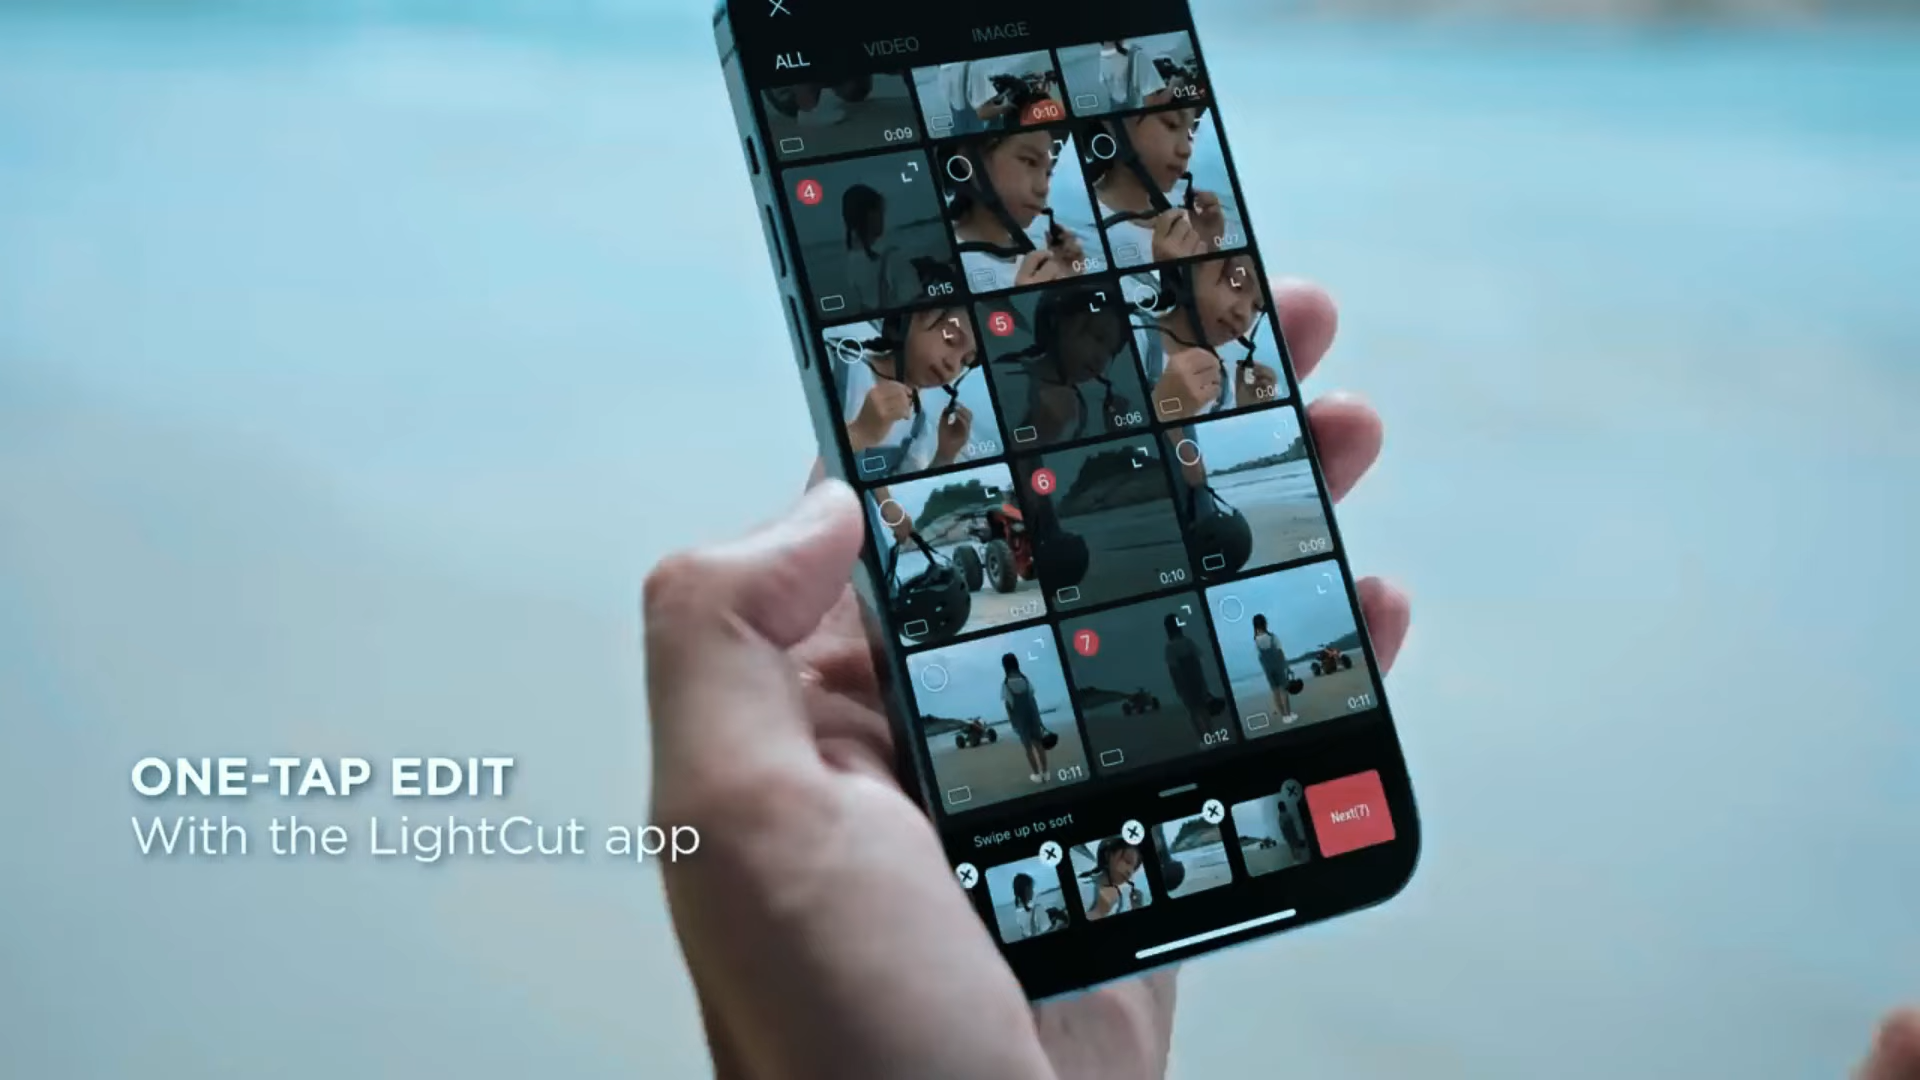 ALL VIDEO IMAGE
0:09 0:10 0:12
4 0:15 0:06 0:07
0:09 5 0:06 0:06
0:07 6 0:10 0:09
0:11 7 0:12 0:11
Swipe up to sort
Next(7)
ONE-TAP EDIT
With the LightCut app